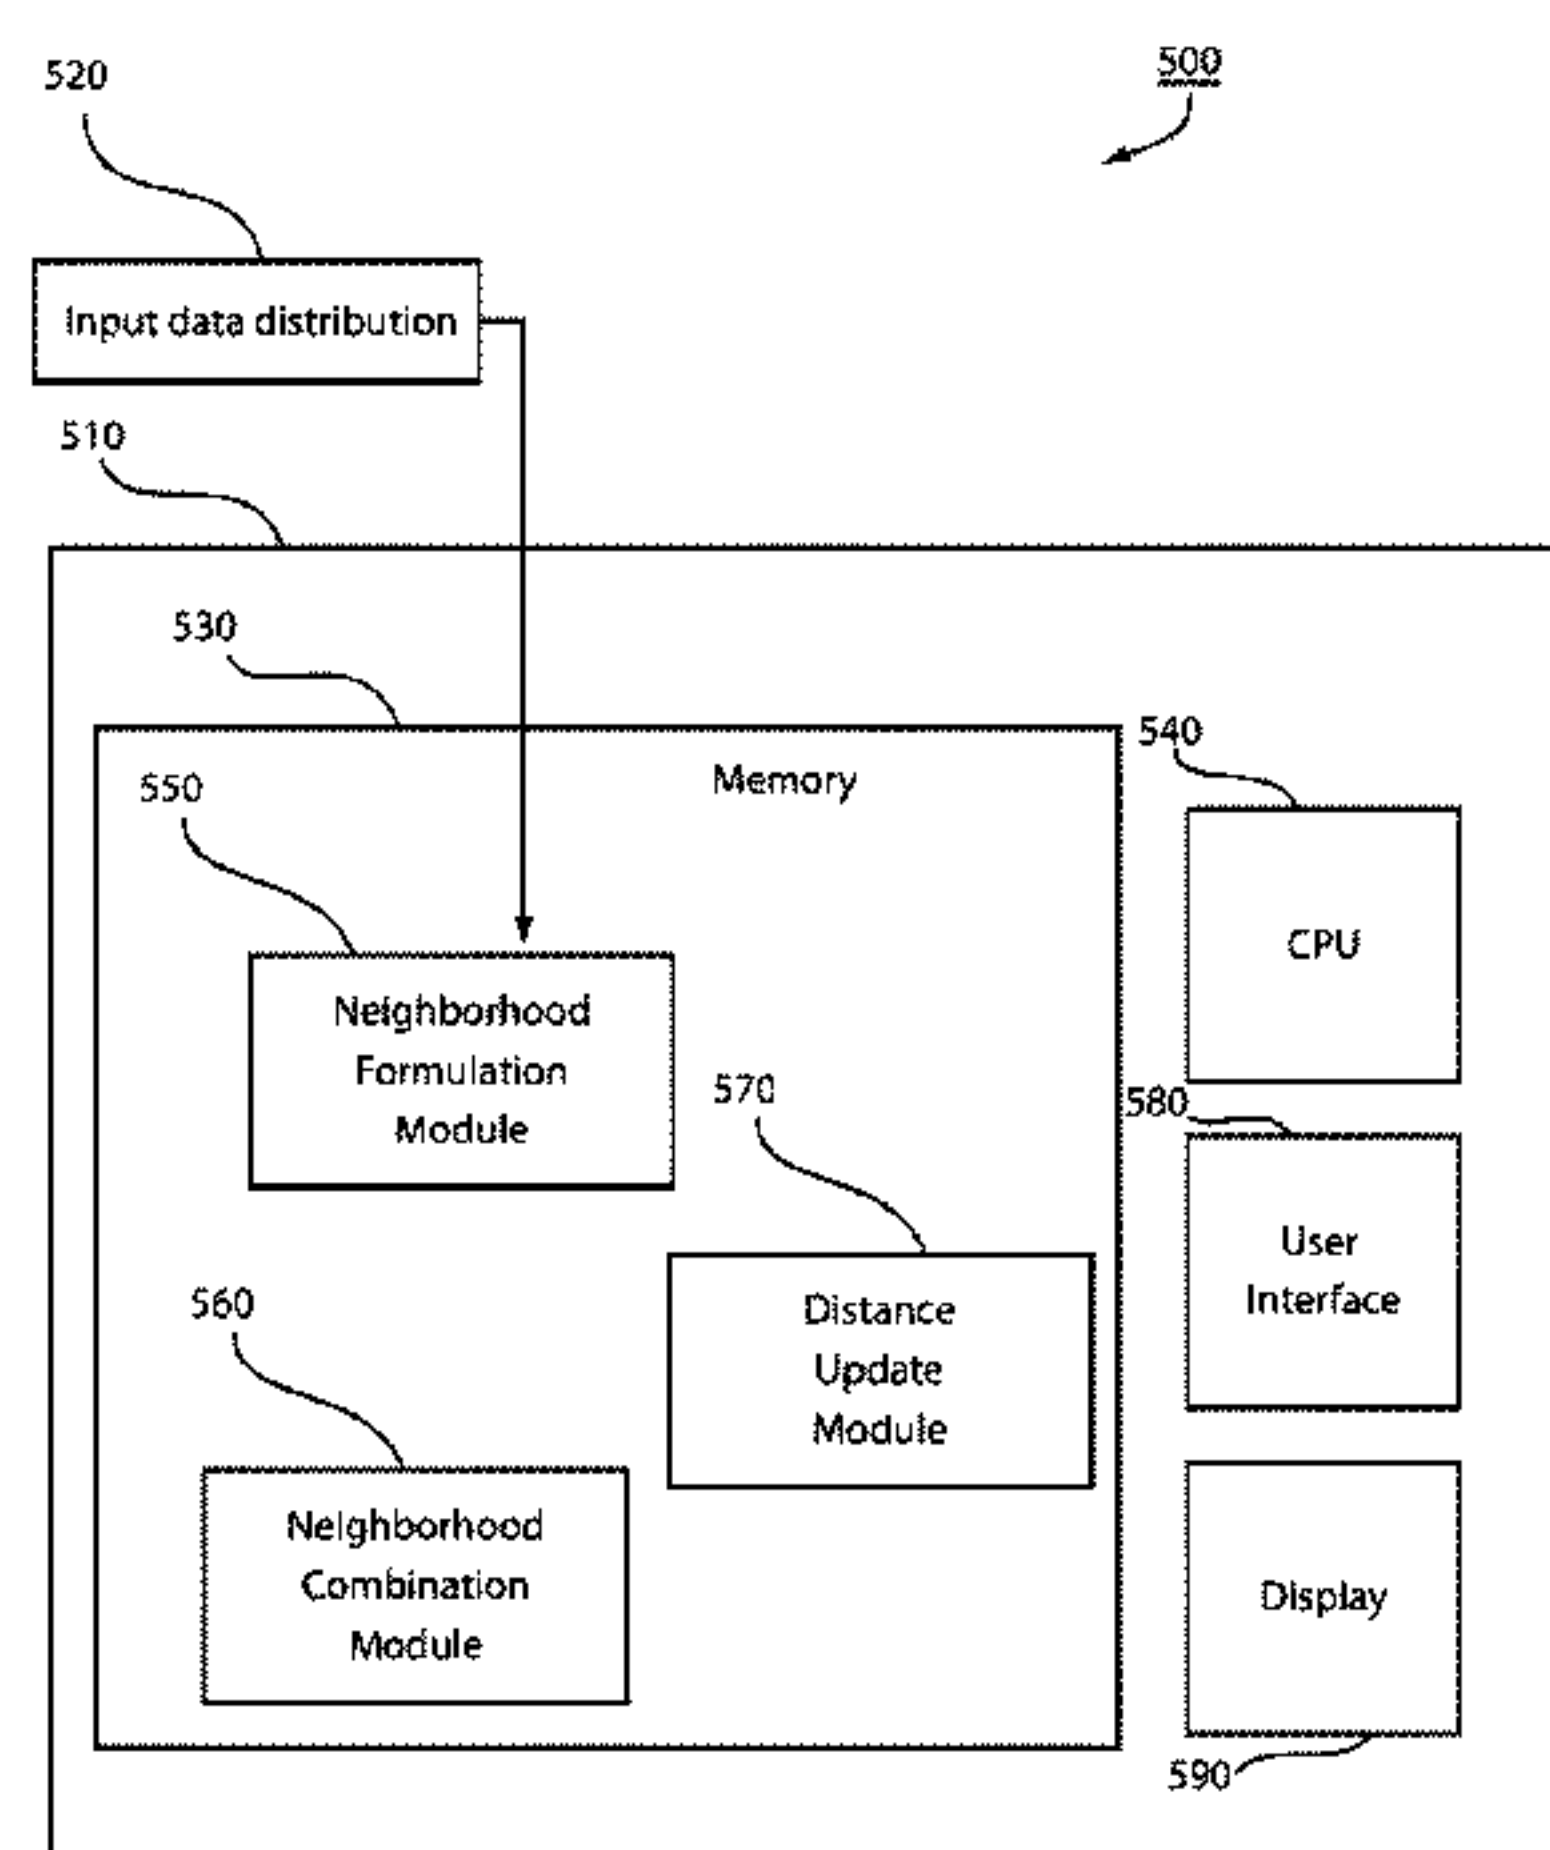 520
500
Input data distribution
510
530
540
Memory
550
CPU
Neighborhood
Formulation
Module
570
580
User
Interface
560
Distance
Update
Module
Neighborhood
Combination
Module
Display
590